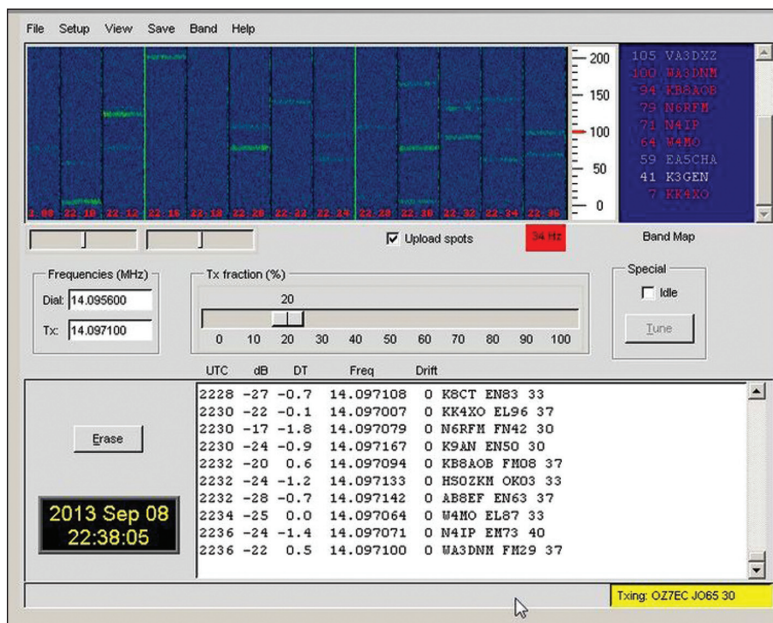 File Setup View Save Band Help
200
150
100
50
0
22:10 22:12 22:16 22:18 22:20 22:22 22:24 22:28 22:30 22:32 22:34 22:36
105 VA3DXZ
100 WA3DNM
94 KB8AOB
79 N6RFM
71 N4IP
64 W4MO
59 EA5CHA
41 K3GEN
7 KK4XO
Upload spots
34 Hz
Band Map
Frequencies (MHz)
Dial: 14.095600
Tx: 14.097100
Tx fraction (%)
20
0 10 20 30 40 50 60 70 80 90 100
Special
Idle
Tune
UTC dB DT Freq Drift
2228 -27 -0.7 14.097108 0 K8CT EN83 33
2230 -22 -0.1 14.097007 0 KK4XO EL96 37
2230 -17 -1.8 14.097079 0 N6RFM FN42 30
2230 -24 -0.9 14.097167 0 K9AN EN50 30
2232 -20 0.6 14.097094 0 KB8AOB FM08 37
2232 -24 -1.2 14.097133 0 HS0ZKM OK03 33
2232 -28 -0.7 14.097142 0 AB8EF EN63 37
2234 -25 0.0 14.097064 0 W4MO EL87 33
2236 -24 -1.4 14.097071 0 N4IP EM73 40
2236 -22 0.5 14.097100 0 WA3DNM FM29 37
Erase
2013 Sep 08
22:38:05
Txing: OZ7EC JO65 30